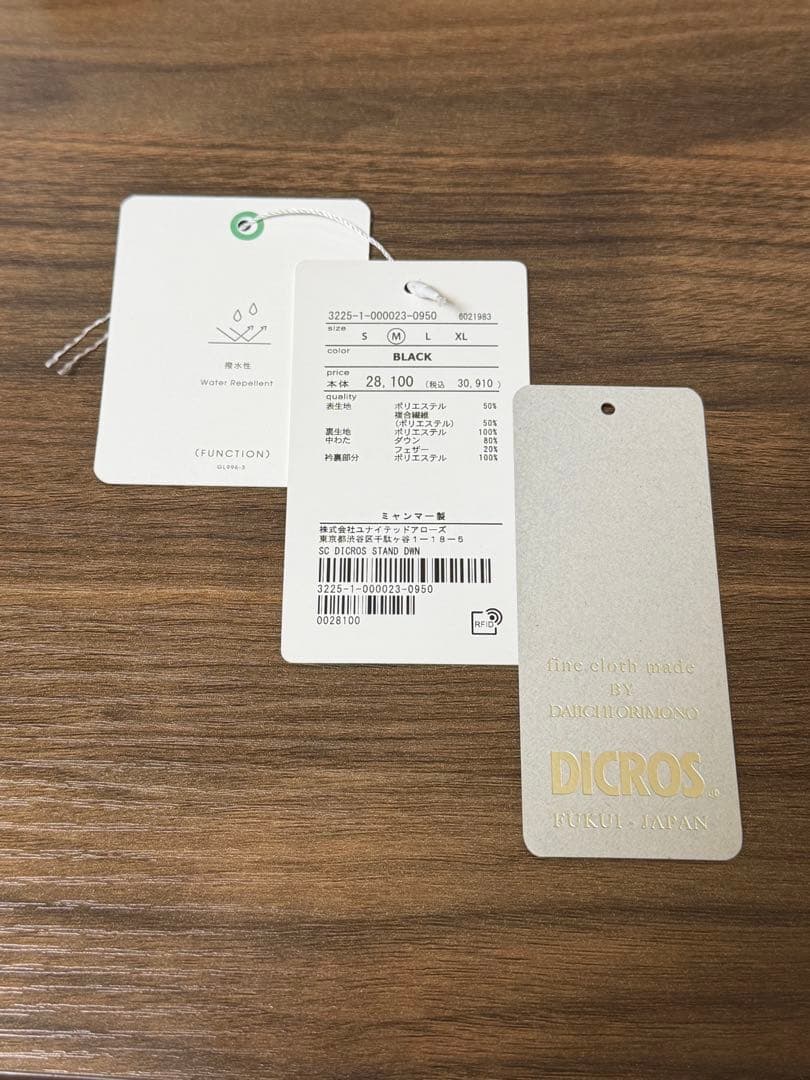 撥水性
Water Repellent
(FUNCTION)
GL996-3
3225-1-000023-0950 6021983
size
S M L XL
color
BLACK
price
本体 28,100 (税込 30,910)
quality
表生地 ポリエステル 50%
複合繊維
(ポリエステル) 50%
裏生地 ポリエステル 100%
中わた ダウン 80%
フェザー 20%
衿裏部分 ポリエステル 100%
ミャンマー製
株式会社ユナイテッドアローズ
東京都渋谷区千駄ヶ谷1-18-5
SC DICROS STAND DWN
3225-1-000023-0950
0028100
RFID
fine cloth made
BY
DAIICHI ORIMONO
DICROS
FUKUI - JAPAN